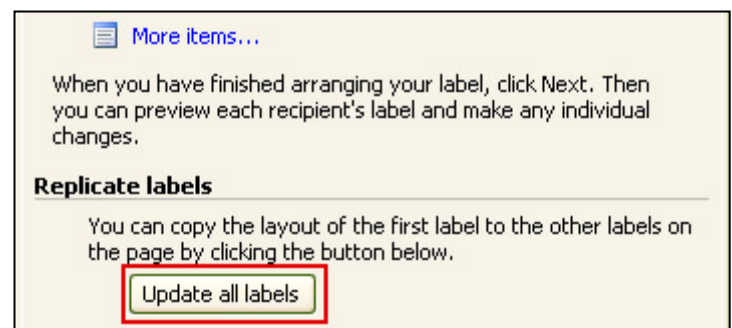 More items...
When you have finished arranging your label, click Next. Then
you can preview each recipient's label and make any individual
changes.
Replicate labels
You can copy the layout of the first label to the other labels on
the page by clicking the button below.
Update all labels